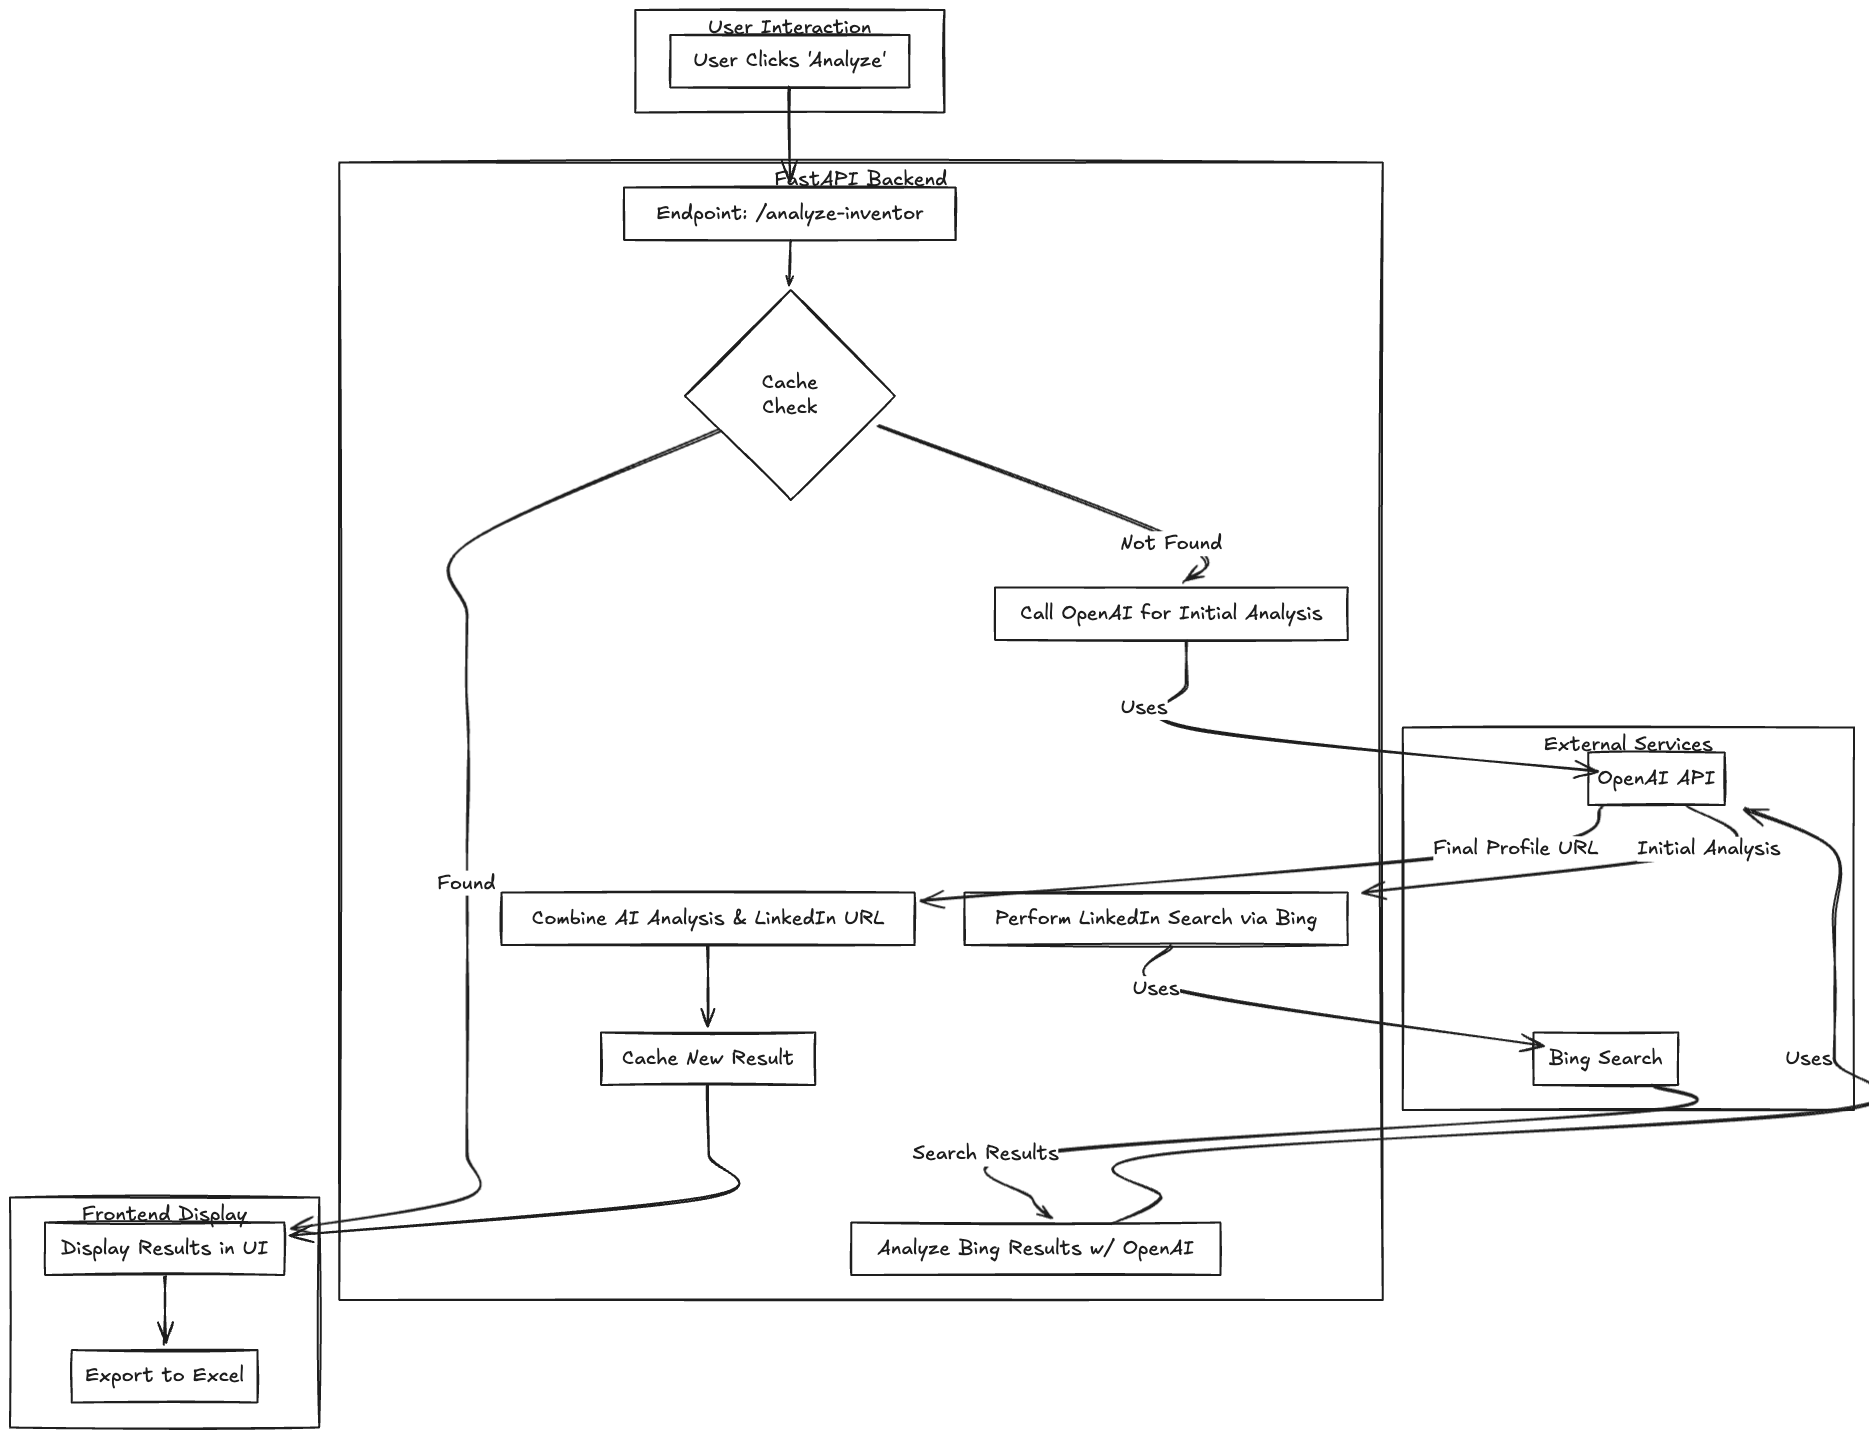 User Interaction
User Clicks 'Analyze'
FastAPI Backend
Endpoint: /analyze-inventor
Cache
Check
Not Found
Call OpenAI for Initial Analysis
Uses
External Services
OpenAI API
Final Profile URL
Initial Analysis
Found
Combine AI Analysis & LinkedIn URL
Perform LinkedIn Search via Bing
Uses
Cache New Result
Bing Search
Uses
Search Results
Frontend Display
Display Results in UI
Analyze Bing Results w/ OpenAI
Export to Excel